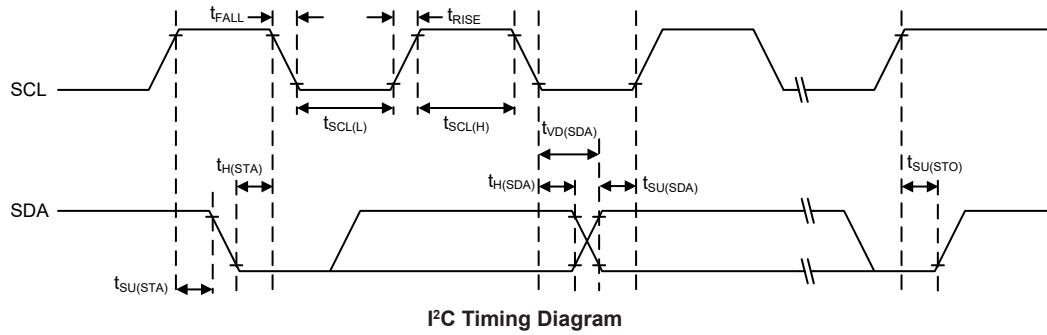 tFALL
tRISE
SCL
tSCL(L)
tSCL(H)
tVD(SDA)
tH(STA)
tH(SDA)
tSU(SDA)
tSU(STO)
SDA
tSU(STA)
I²C Timing Diagram